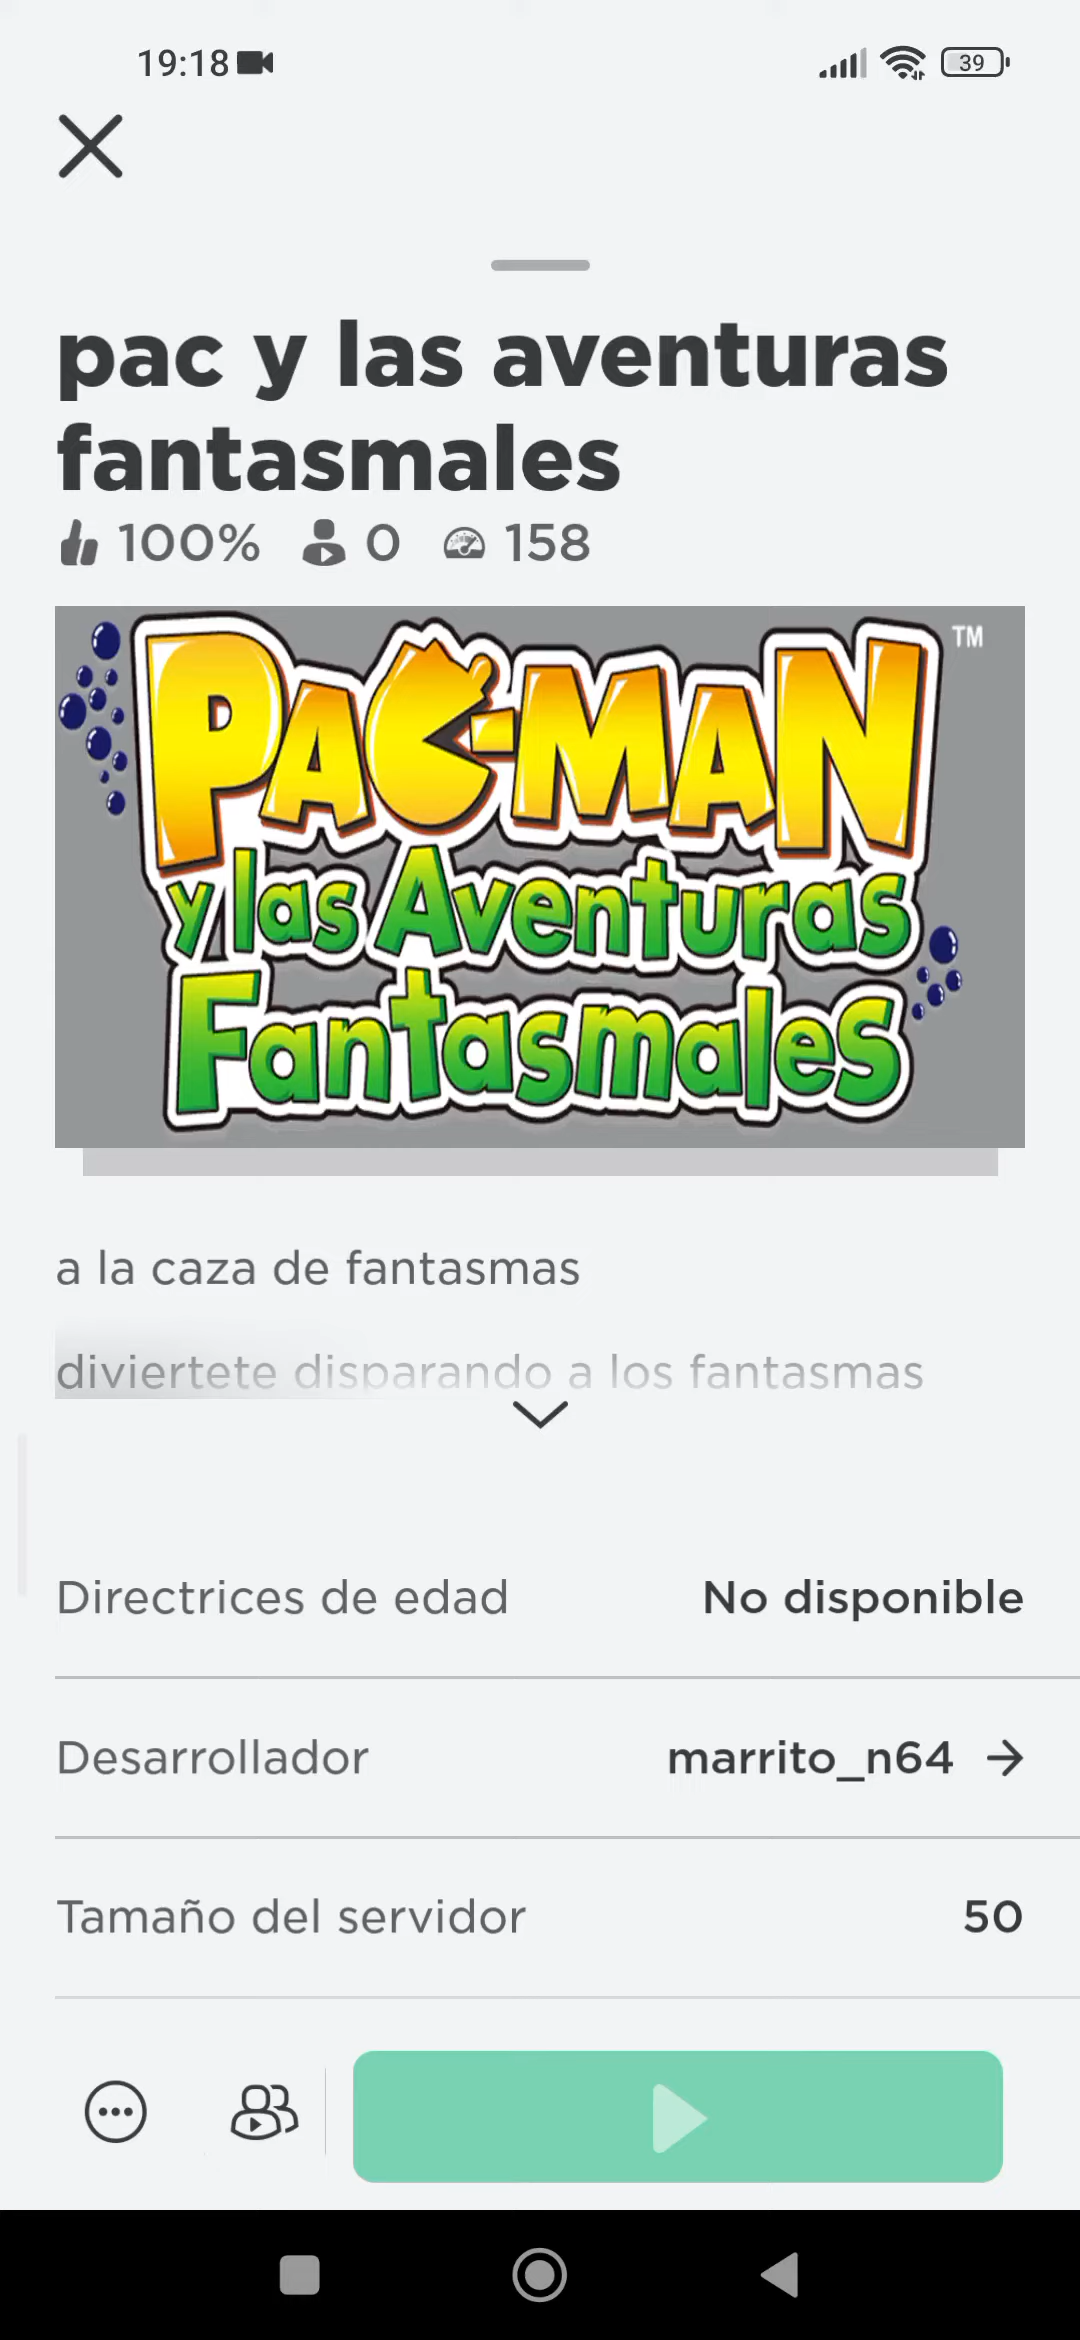 19:18
39
pac y las aventuras
fantasmales
100% 0 158
PAC-MAN TM
y las Aventuras
Fantasmales
a la caza de fantasmas
diviertete disparando a los fantasmas
Directrices de edad No disponible
Desarrollador marrito_n64
Tamaño del servidor 50